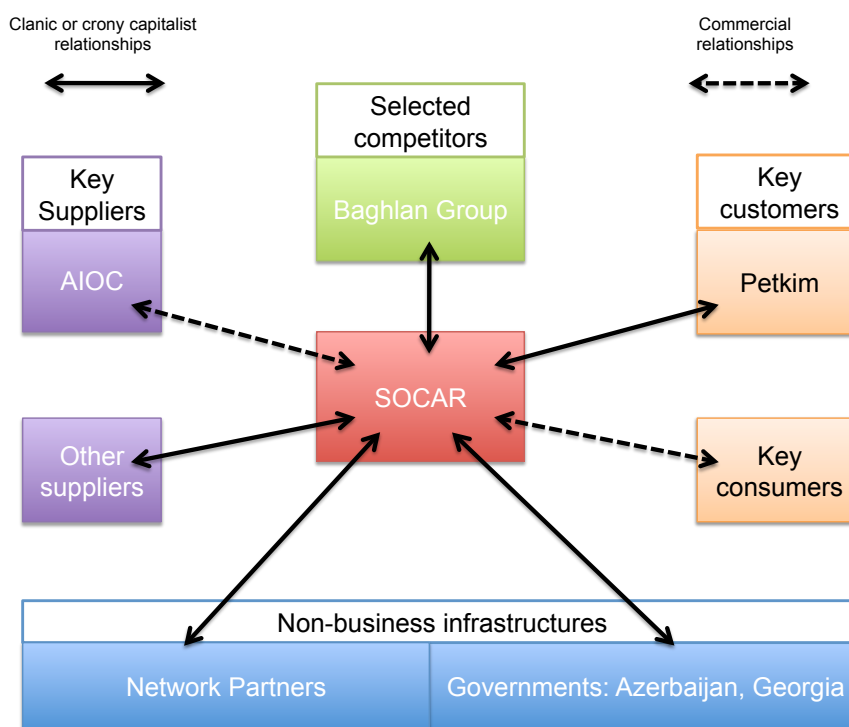 Clanic or crony capitalist
relationships
Commercial
relationships
Selected
competitors
Baghlan Group
Key
Suppliers
AIOC
Key
customers
Petkim
SOCAR
Other
suppliers
Key
consumers
Non-business infrastructures
Network Partners
Governments: Azerbaijan, Georgia